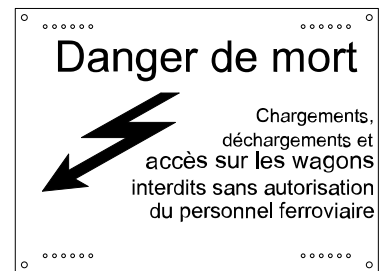 Danger de mort
Chargements,
déchargements et
accès sur les wagons
interdits sans autorisation
du personnel ferroviaire